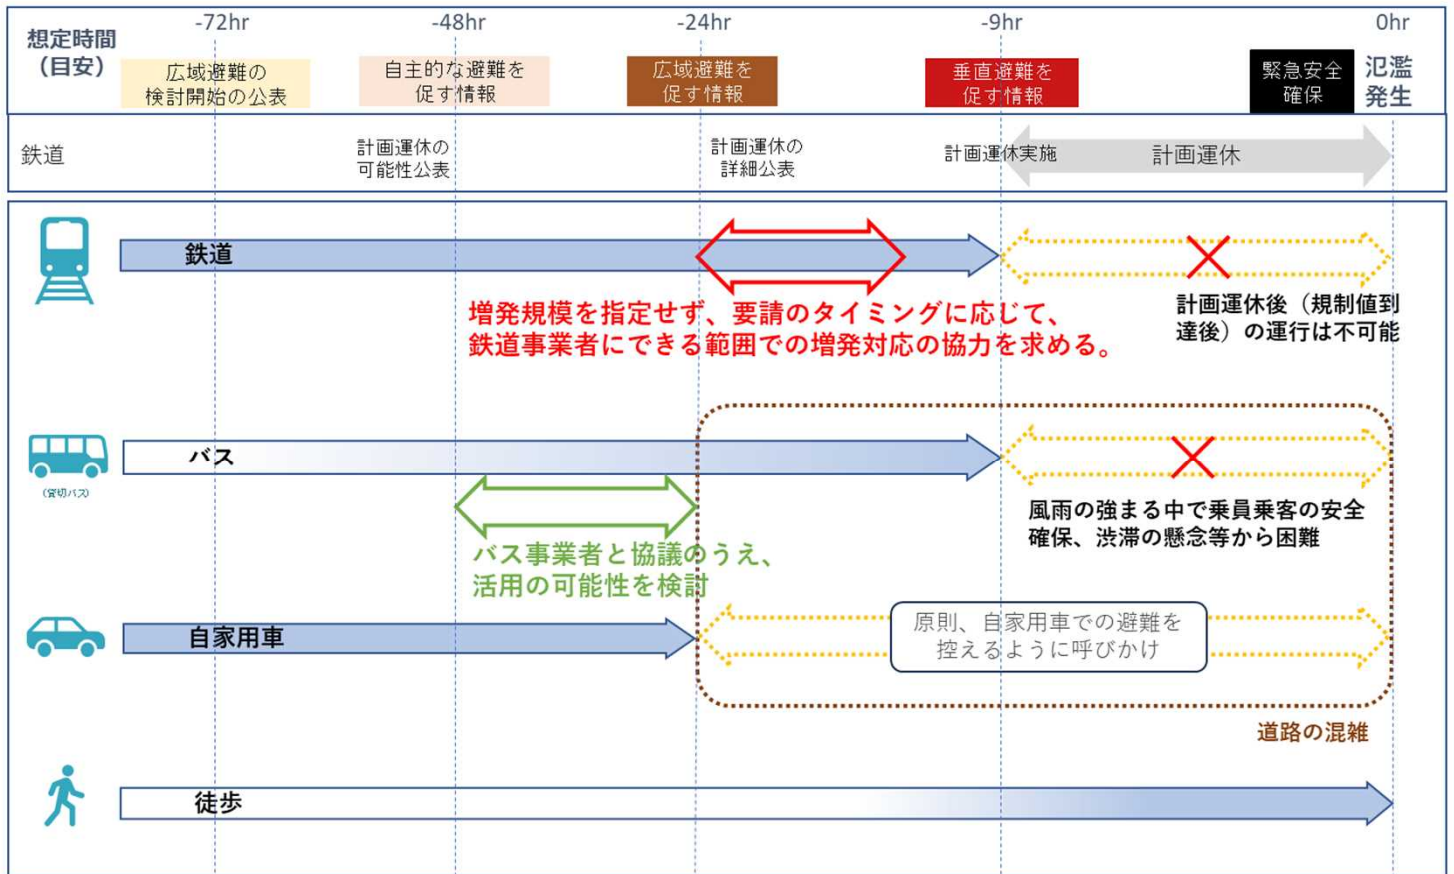 -72hr
-48hr
-24hr
-9hr
0hr
想定時間
（目安）
広域避難の
検討開始の公表
自主的な避難を
促す情報
広域避難を
促す情報
垂直避難を
促す情報
緊急安全
確保
氾濫
発生
鉄道
計画運休の
可能性公表
計画運休の
詳細公表
計画運休実施
計画運休
鉄道
増発規模を指定せず、要請のタイミングに応じて、
鉄道事業者にできる範囲での増発対応の協力を求める。
計画運休後（規制値到
達後）の運行は不可能
バス
（貸切バス）
風雨の強まる中で乗員乗客の安全
確保、渋滞の懸念等から困難
バス事業者と協議のうえ、
活用の可能性を検討
自家用車
原則、自家用車での避難を
控えるように呼びかけ
道路の混雑
徒歩